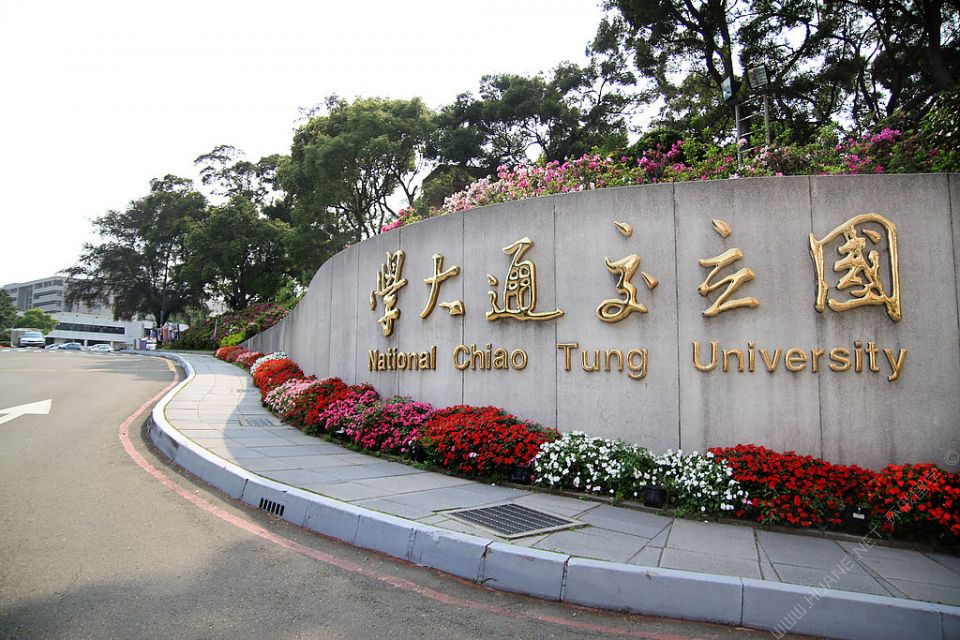 國立交通大學
National Chiao Tung University